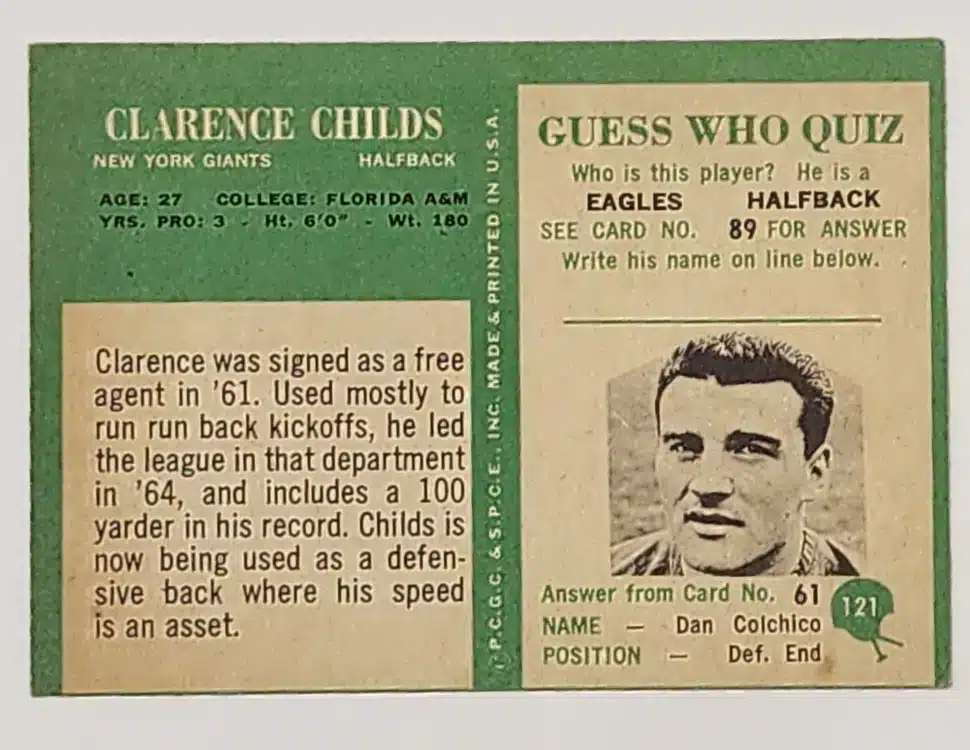 CLARENCE CHILDS
NEW YORK GIANTS HALFBACK
AGE: 27 COLLEGE: FLORIDA A&M
YRS. PRO: 3 - Ht. 6'0" - Wt. 180
Clarence was signed as a free
agent in '61. Used mostly to
run run back kickoffs, he led
the league in that department
in '64, and includes a 100
yarder in his record. Childs is
now being used as a defen-
sive back where his speed
is an asset.
P.C.G.C. & S.P.C.E., INC. MADE & PRINTED IN U.S.A.
GUESS WHO QUIZ
Who is this player? He is a
EAGLES HALFBACK
SEE CARD NO. 89 FOR ANSWER
Write his name on line below.
Answer from Card No. 61
NAME — Dan Colchico
POSITION — Def. End
121